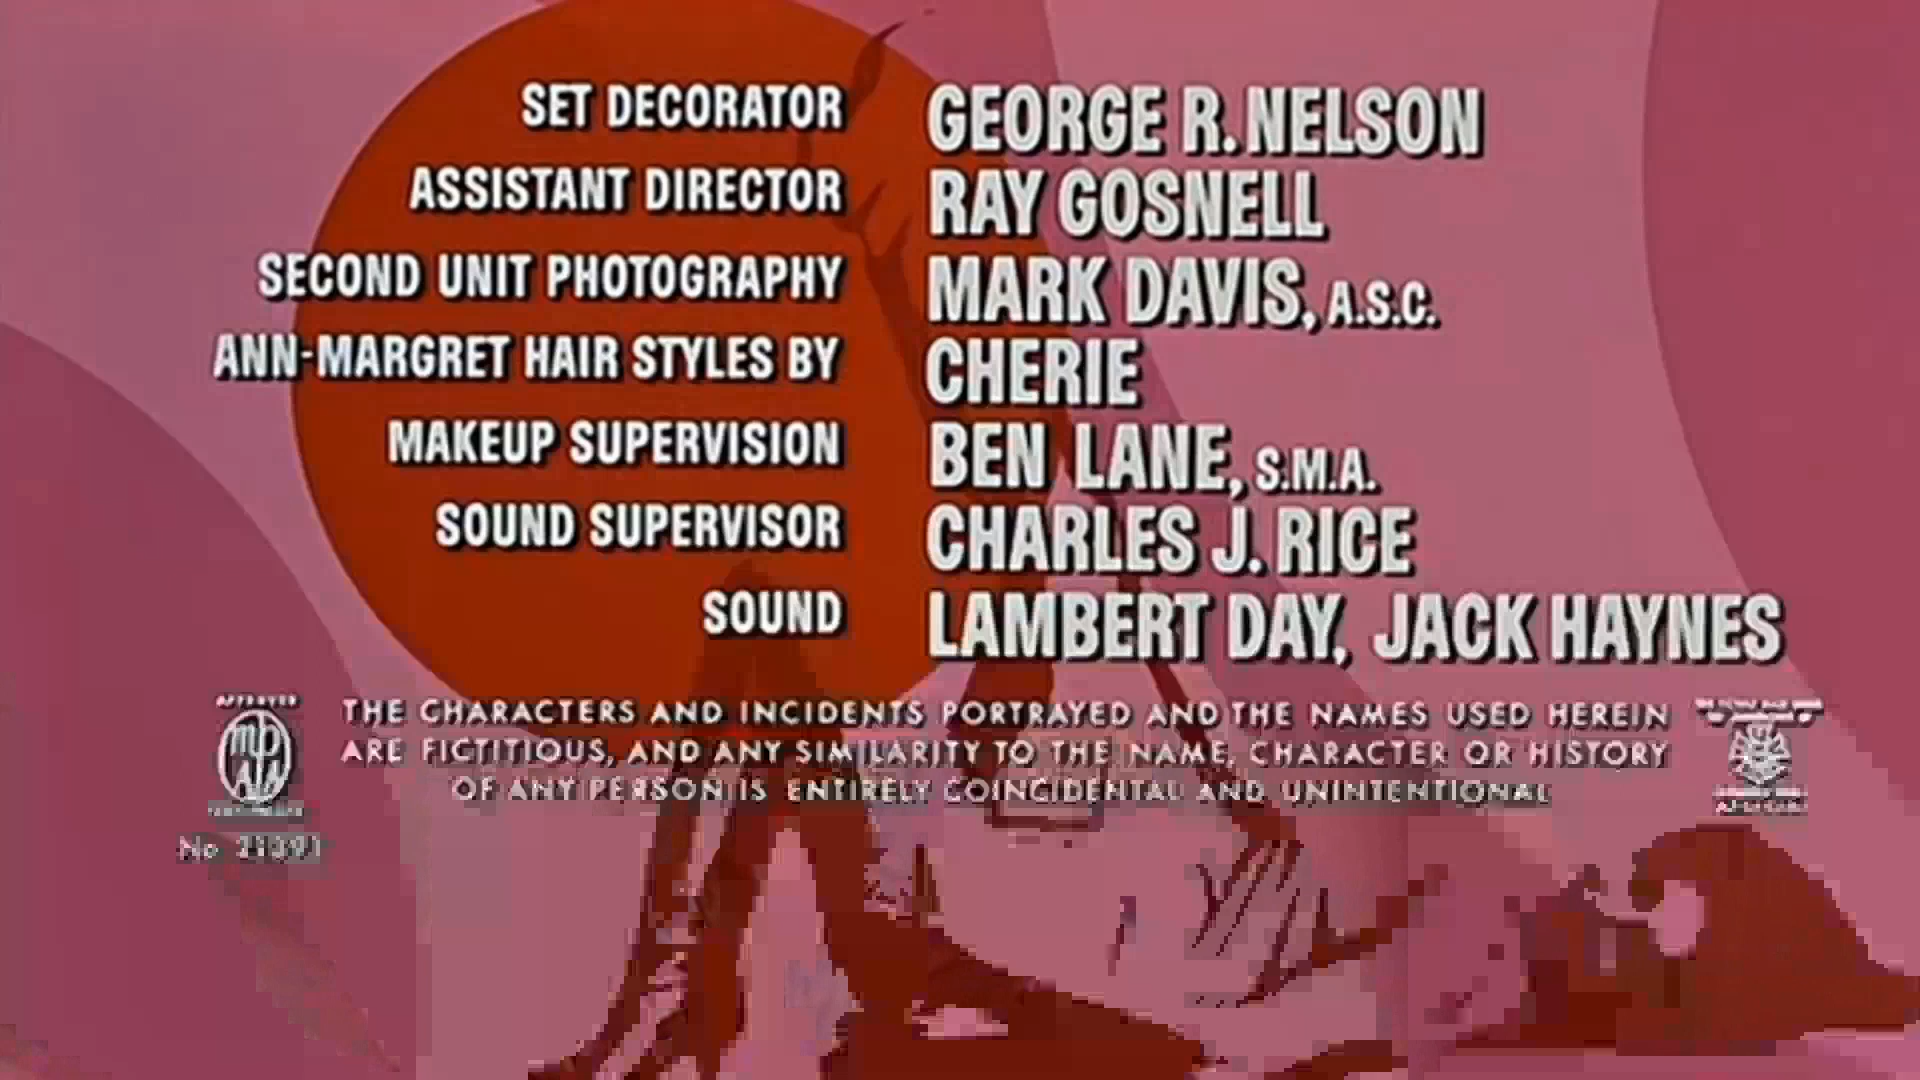 SET DECORATOR GEORGE R. NELSON
ASSISTANT DIRECTOR RAY GOSNELL
SECOND UNIT PHOTOGRAPHY MARK DAVIS, A.S.C.
ANN-MARGRET HAIR STYLES BY CHERIE
MAKEUP SUPERVISION BEN LANE, S.M.A.
SOUND SUPERVISOR CHARLES J. RICE
SOUND LAMBERT DAY, JACK HAYNES
THE CHARACTERS AND INCIDENTS PORTRAYED AND THE NAMES USED HEREIN
ARE FICTITIOUS, AND ANY SIMILARITY TO THE NAME, CHARACTER OR HISTORY
OF ANY PERSON IS ENTIRELY COINCIDENTAL AND UNINTENTIONAL
APPROVED
No